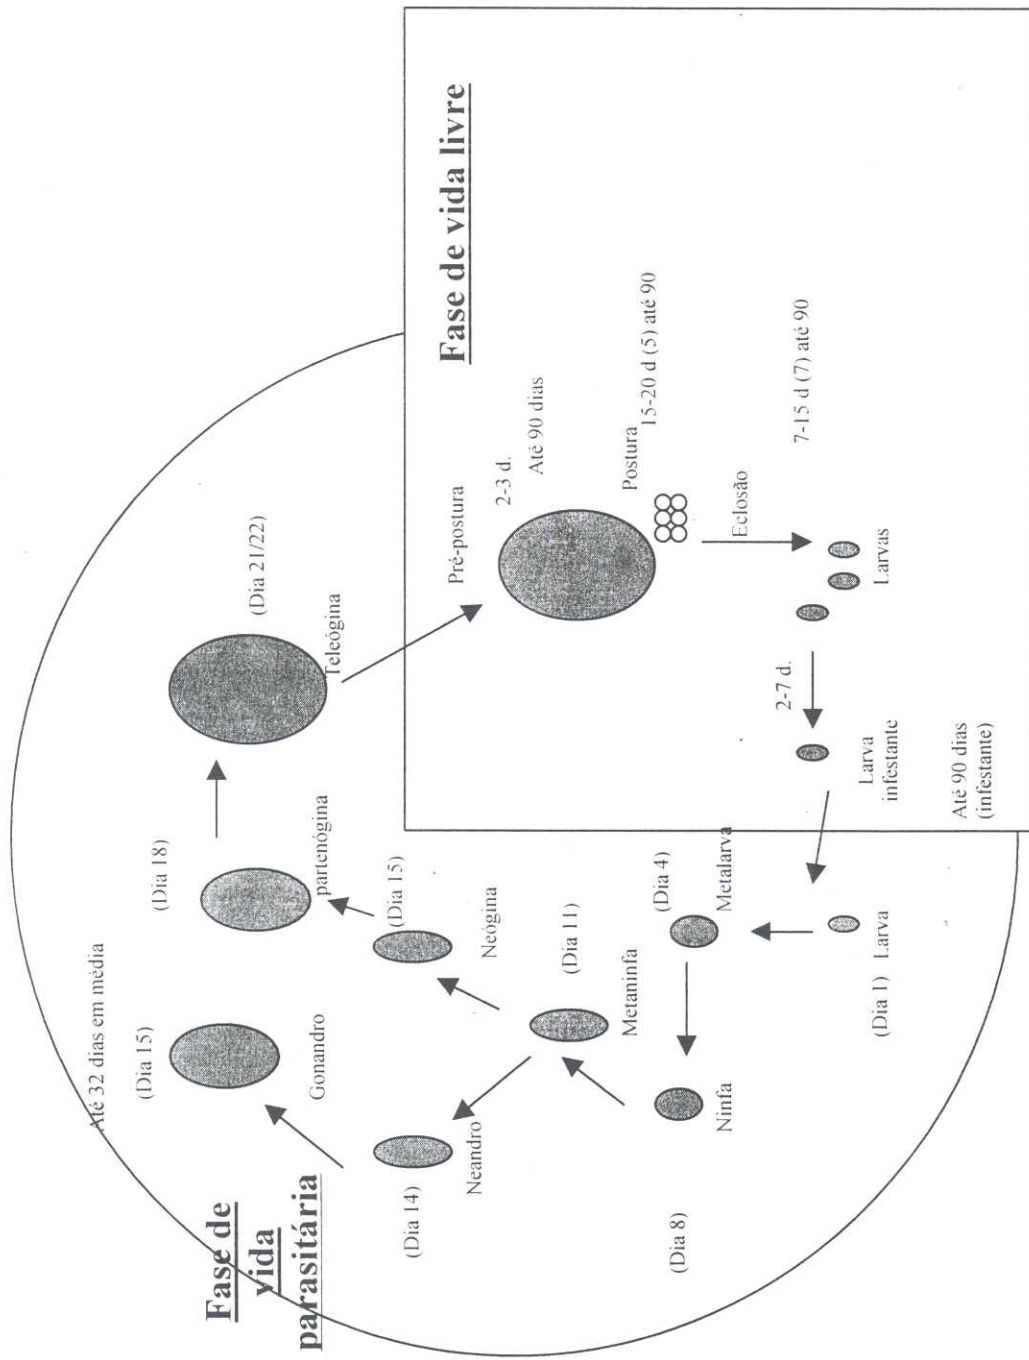 Fase de
vida
parasitária
Até 32 dias em média
(Dia 15)
Gonandro
(Dia 14)
Neandro
(Dia 8)
Ninfa
(Dia 18)
partenógina
(Dia 15)
Neógina
(Dia 11)
Metaninfa
(Dia 4)
Metalarva
(Dia 1)
Larva
(Dia 21/22)
Teleógina
Fase de vida livre
Pré-postura
2-3 d.
Até 90 dias
Postura
15-20 d (5) até 90
Eclosão
7-15 d (7) até 90
Larvas
2-7 d.
Larva
infestante
Até 90 dias
(infestante)